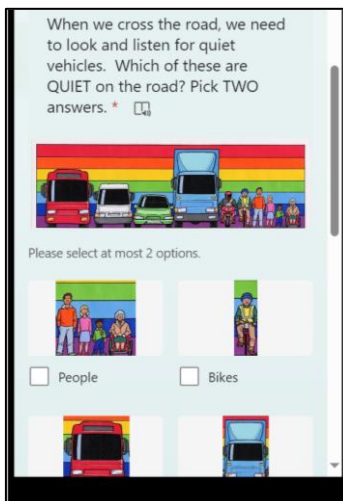 When we cross the road, we need
to look and listen for quiet
vehicles.  Which of these are
QUIET on the road? Pick TWO
answers. *
Please select at most 2 options.
People
Bikes